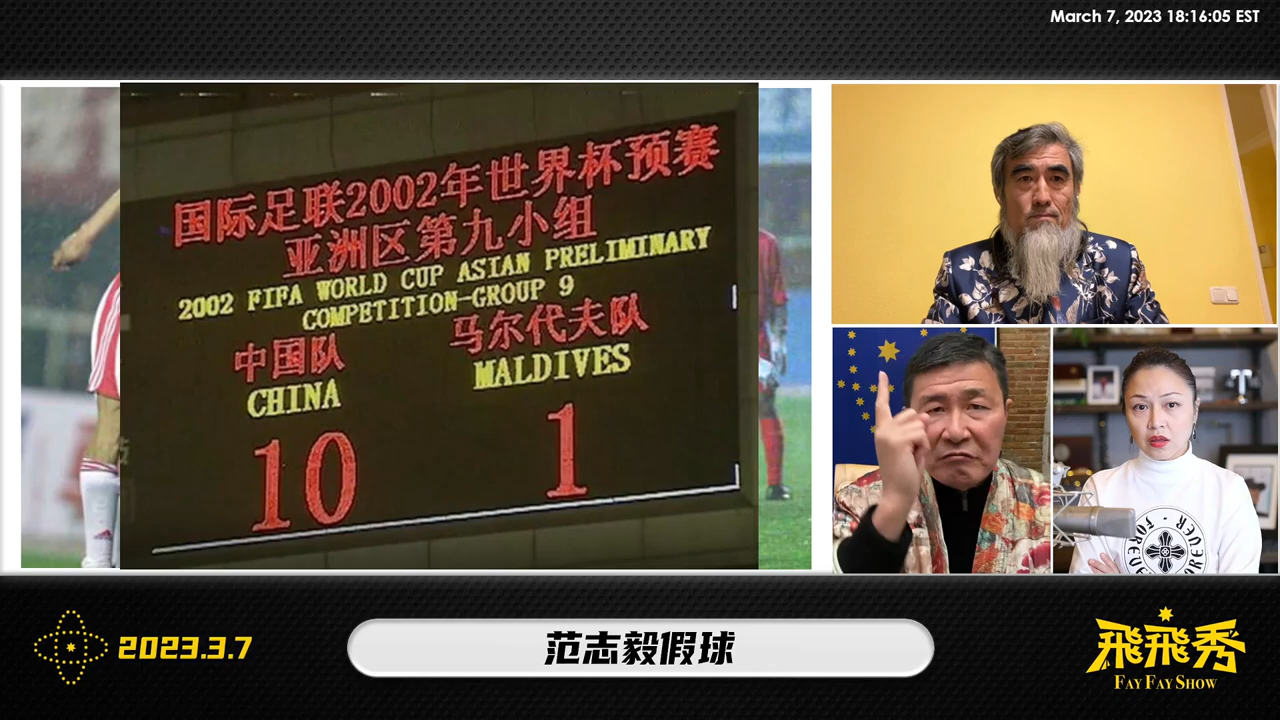 March 7, 2023 18:16:05 EST
国际足联2002年世界杯预赛
亚洲区第九小组
2002 FIFA WORLD CUP ASIAN PRELIMINARY
COMPETITION-GROUP 9
中国队
马尔代夫队
CHINA
MALDIVES
10
1
FOREVER
2023.3.7
范志毅假球
飛飛秀
FAY FAY SHOW